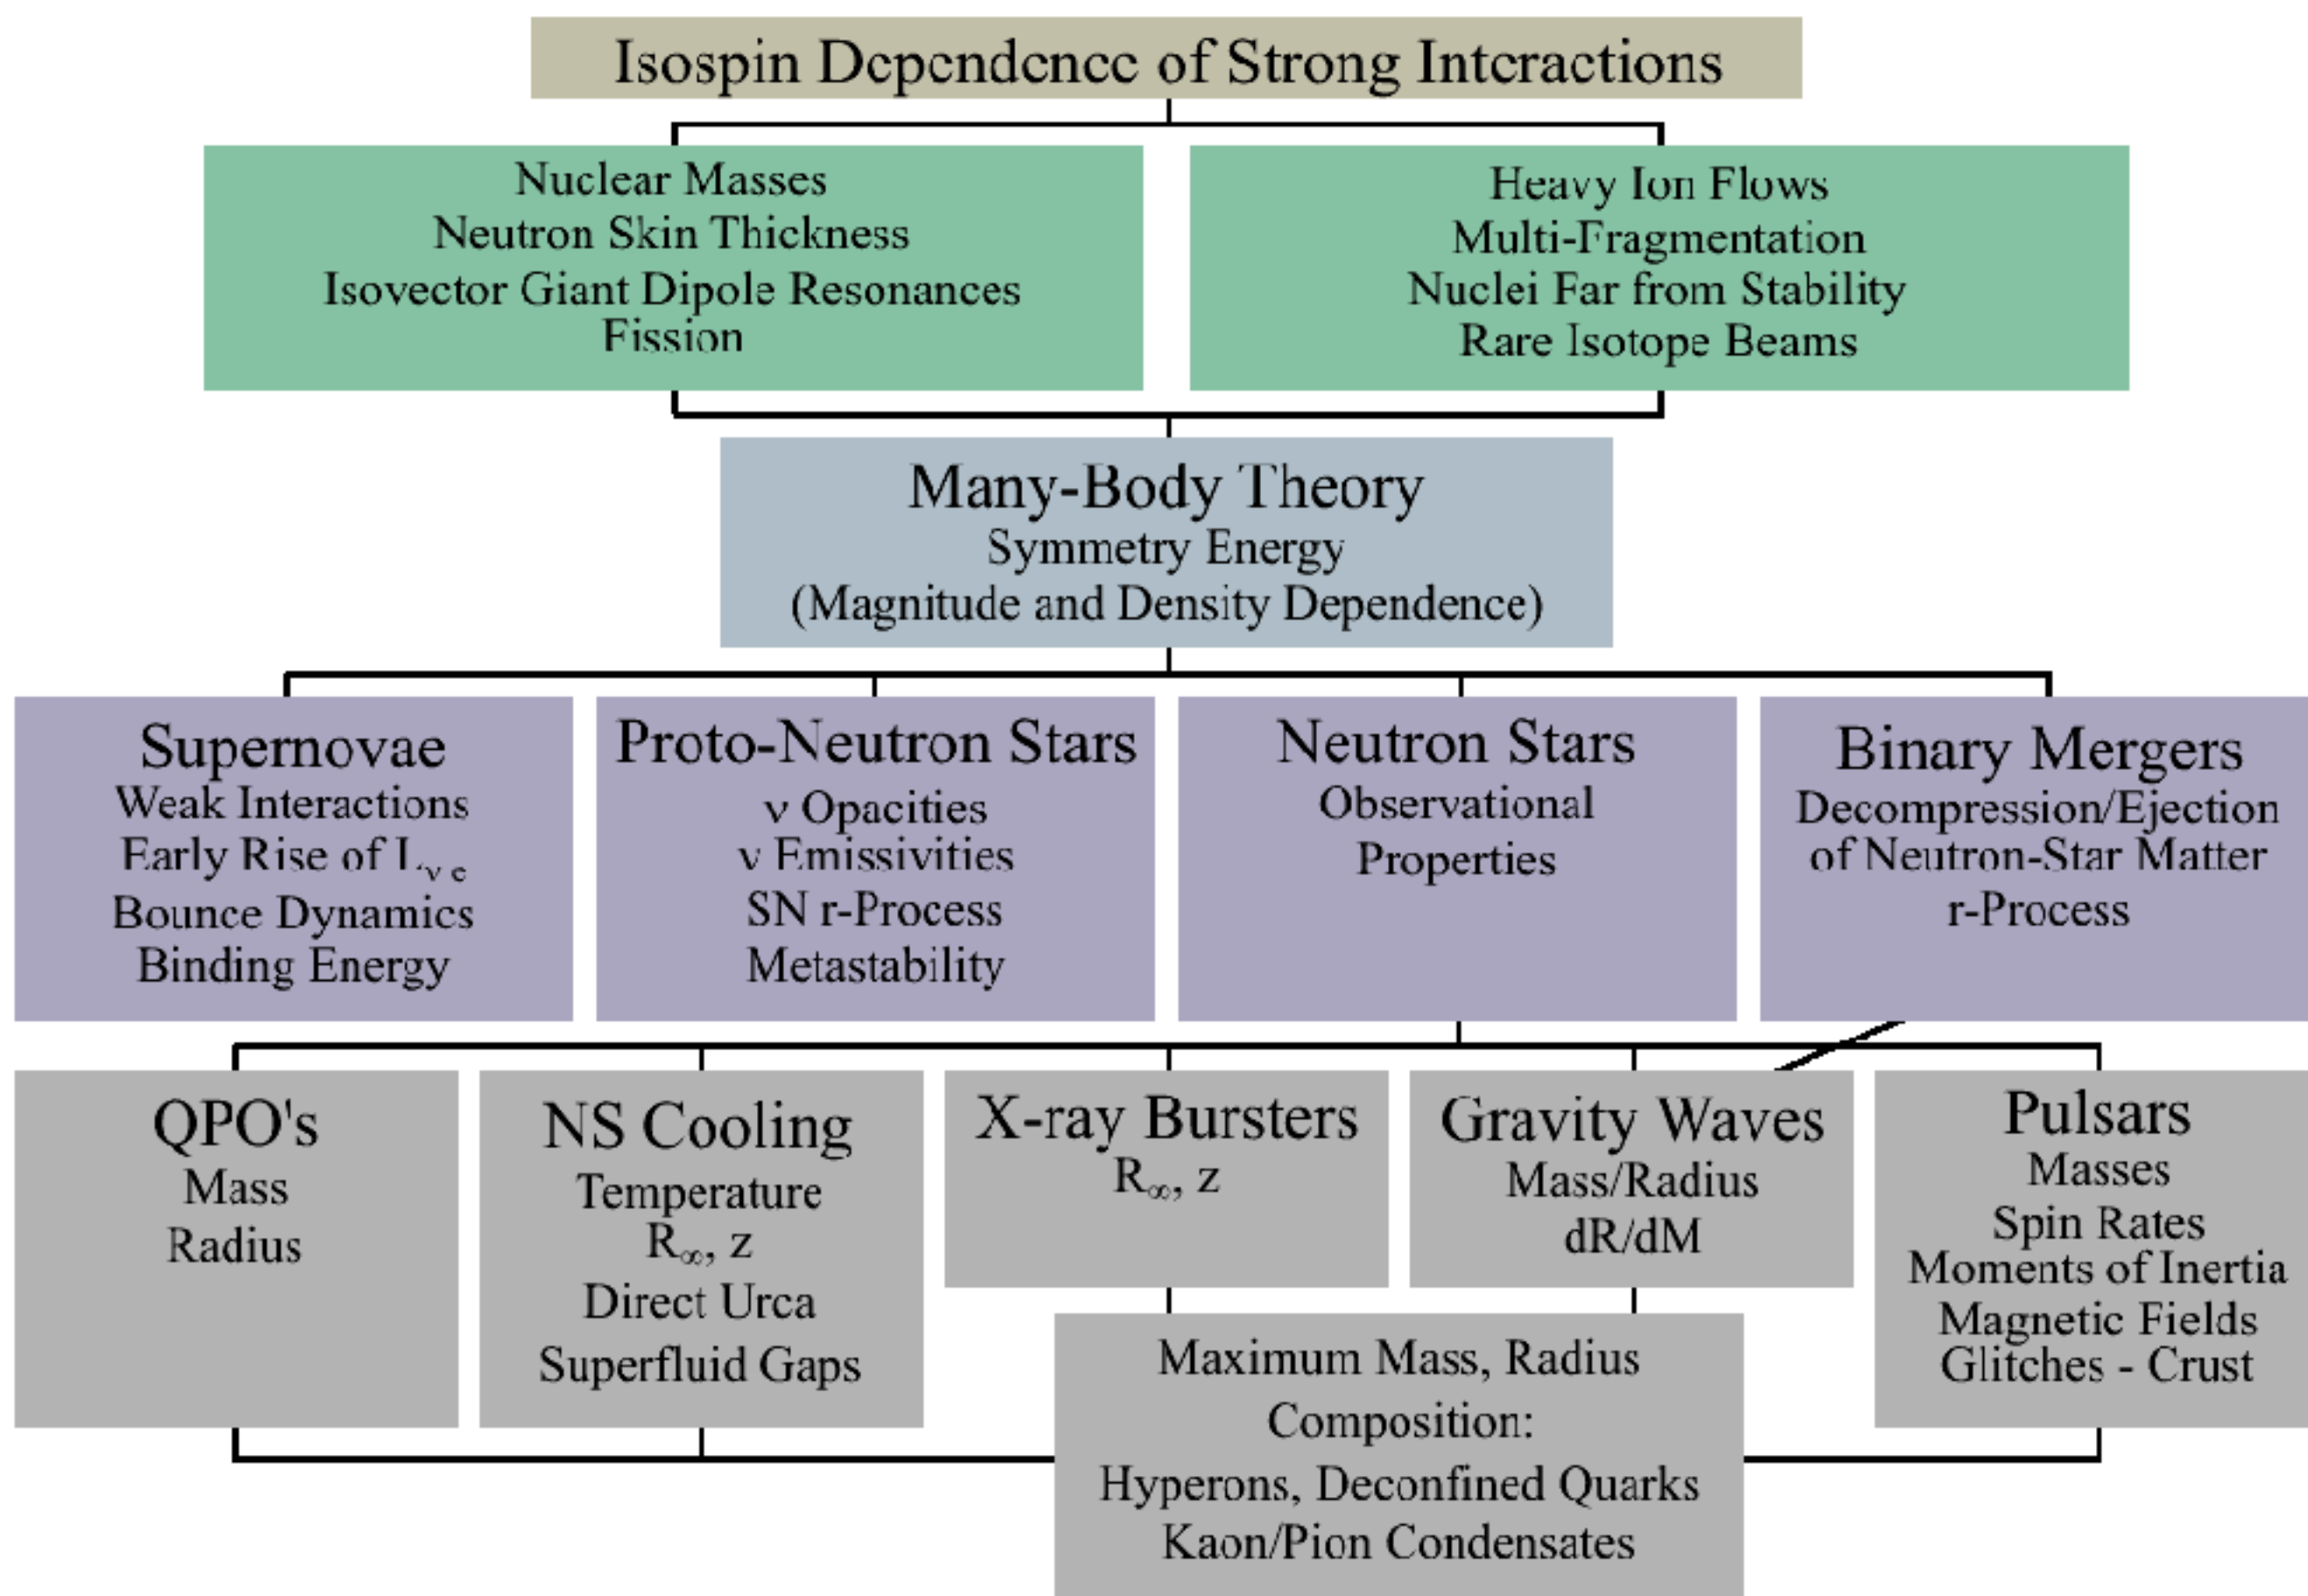 Isospin Dependence of Strong Interactions
Nuclear Masses
Neutron Skin Thickness
Isovector Giant Dipole Resonances
Fission
Heavy Ion Flows
Multi-Fragmentation
Nuclei Far from Stability
Rare Isotope Beams
Many-Body Theory
Symmetry Energy
(Magnitude and Density Dependence)
Supernovae
Weak Interactions
Early Rise of L_ν e
Bounce Dynamics
Binding Energy
Proto-Neutron Stars
ν Opacities
ν Emissivities
SN r-Process
Metastability
Neutron Stars
Observational
Properties
Binary Mergers
Decompression/Ejection
of Neutron-Star Matter
r-Process
QPO's
Mass
Radius
NS Cooling
Temperature
R∞, z
Direct Urca
Superfluid Gaps
X-ray Bursters
R∞, z
Gravity Waves
Mass/Radius
dR/dM
Pulsars
Masses
Spin Rates
Moments of Inertia
Magnetic Fields
Glitches - Crust
Maximum Mass, Radius
Composition:
Hyperons, Deconfined Quarks
Kaon/Pion Condensates